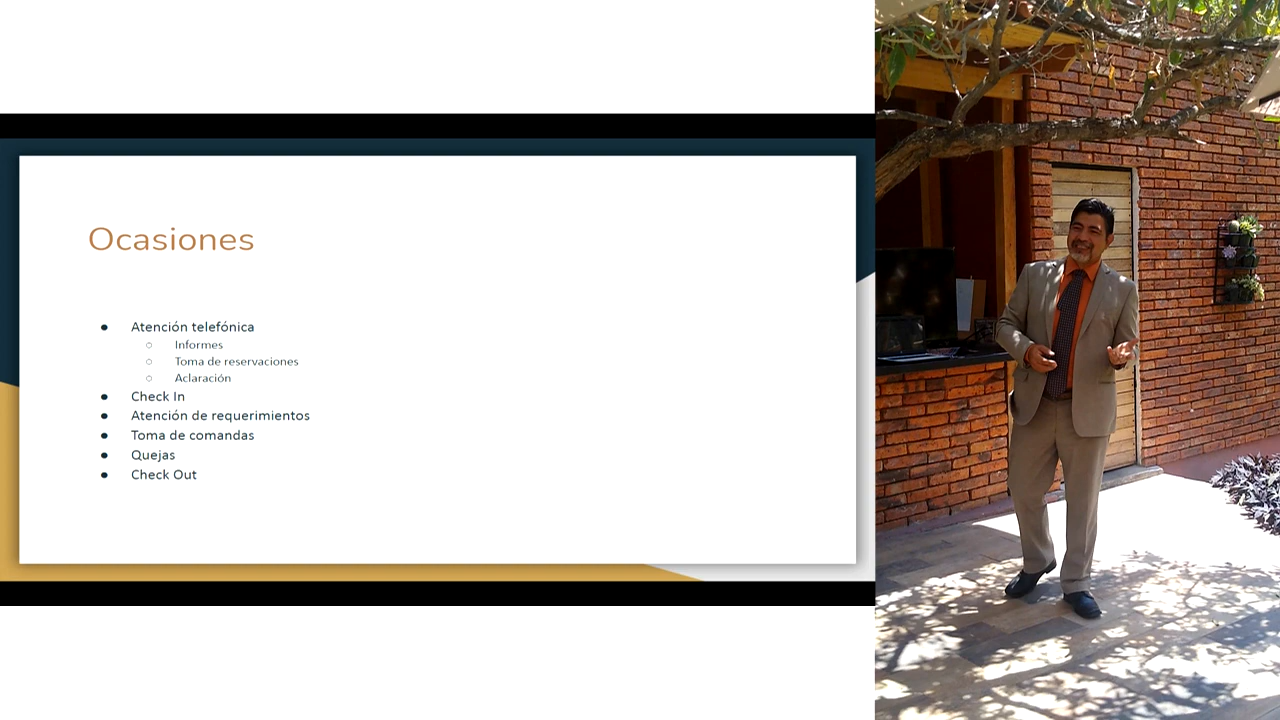 Ocasiones
● Atención telefónica
○ Informes
○ Toma de reservaciones
○ Aclaración
● Check In
● Atención de requerimientos
● Toma de comandas
● Quejas
● Check Out